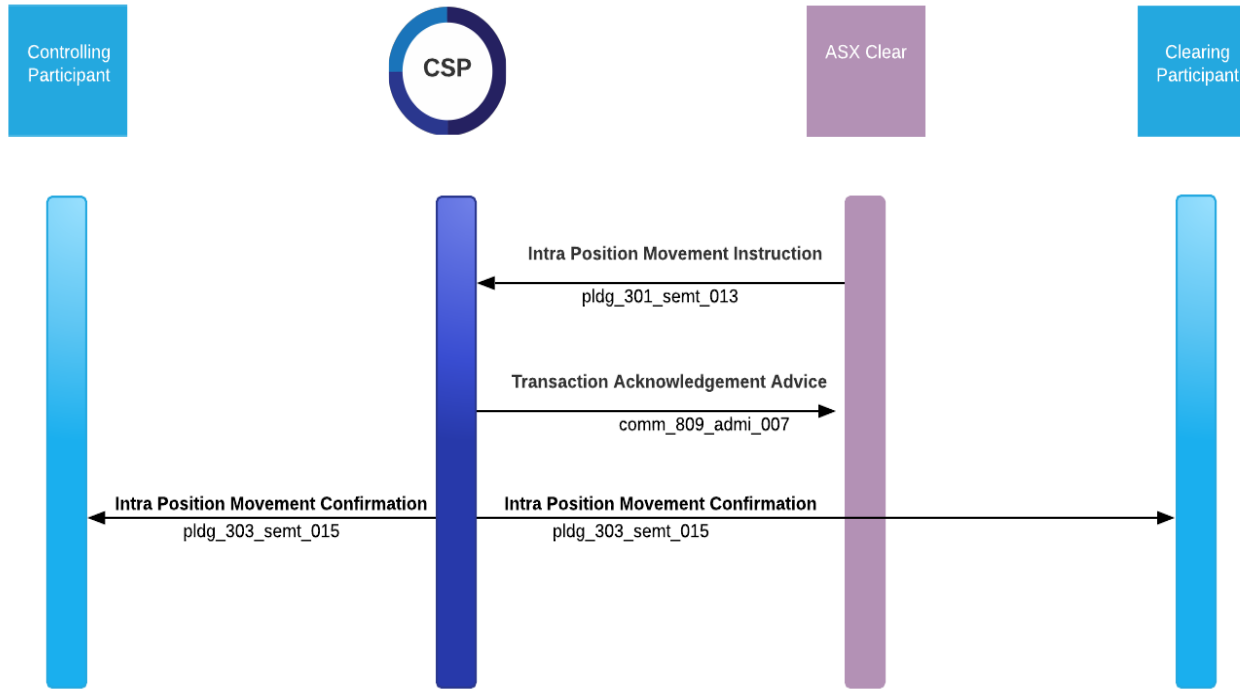 Controlling
Participant
CSP
ASX Clear
Clearing
Participant
Intra Position Movement Instruction
pldg_301_semt_013
Transaction Acknowledgement Advice
comm_809_admi_007
Intra Position Movement Confirmation
pldg_303_semt_015
Intra Position Movement Confirmation
pldg_303_semt_015